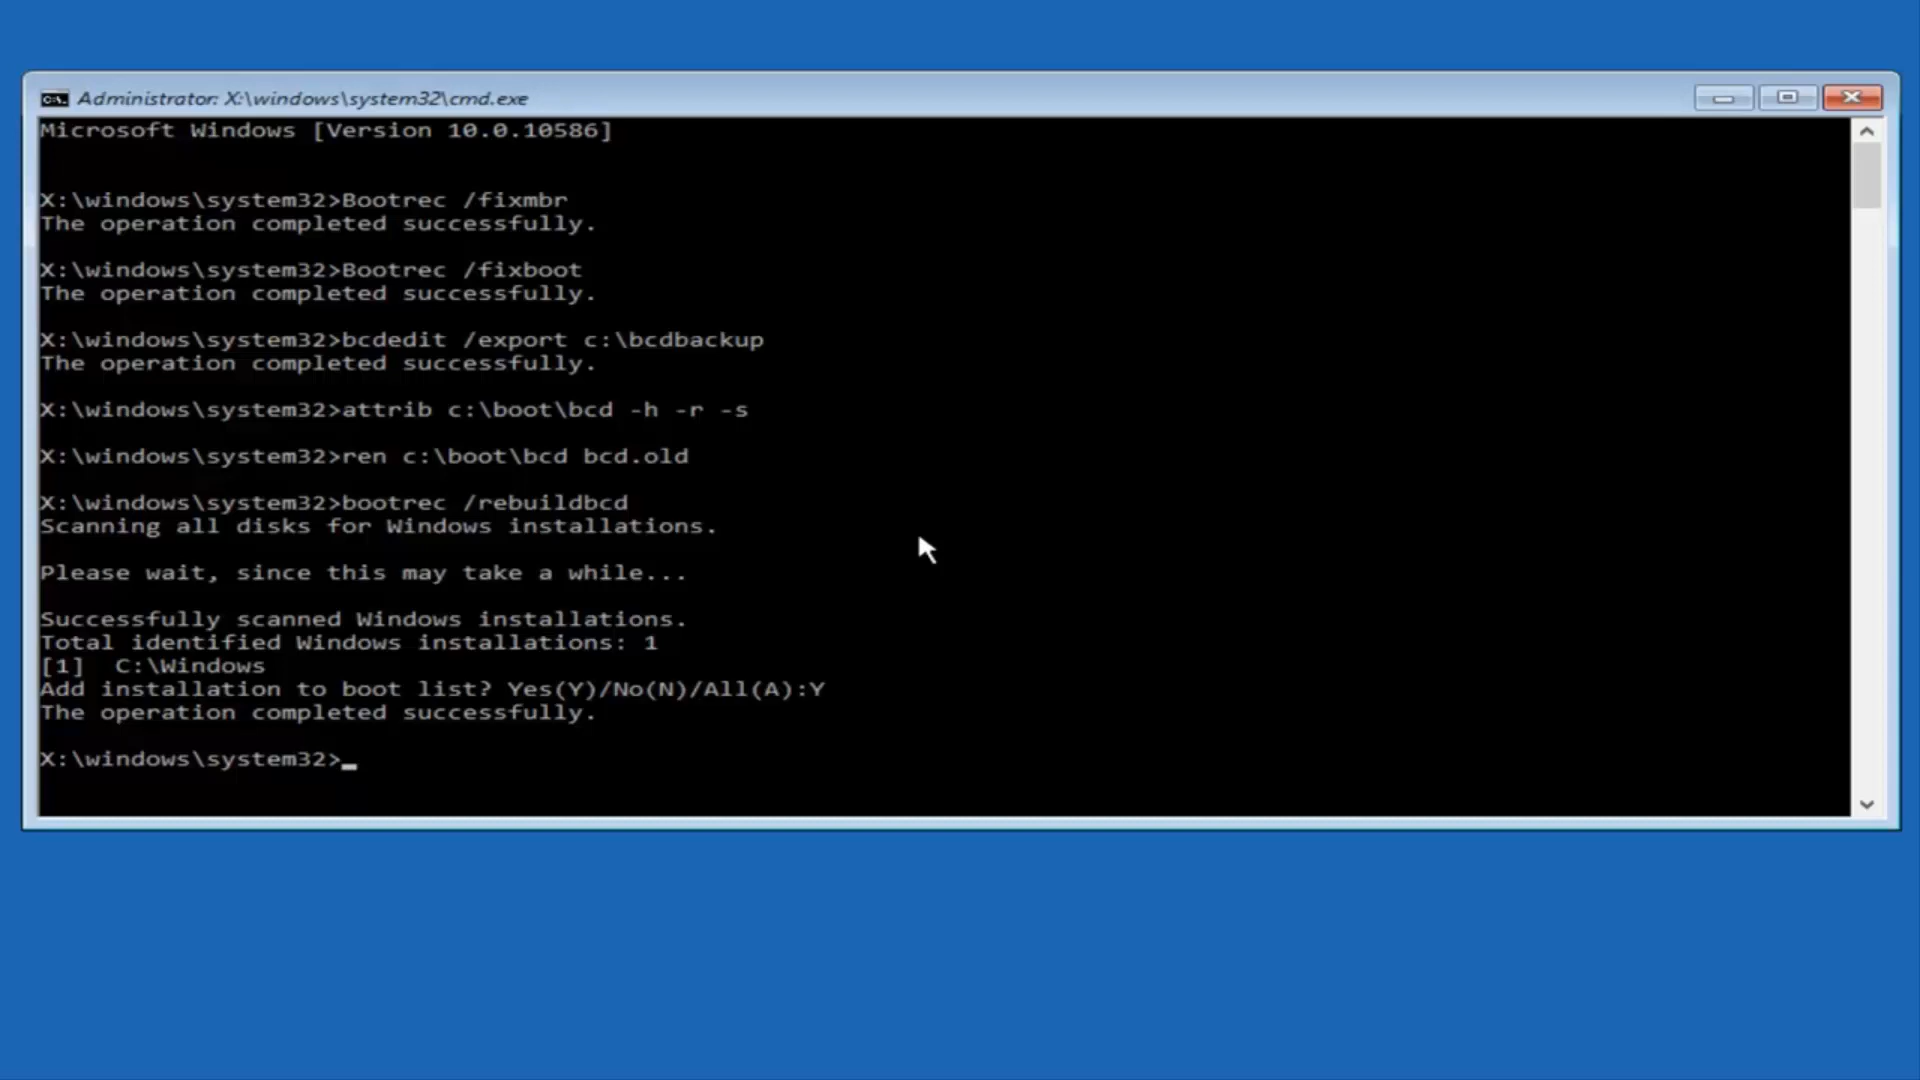 Administrator: X:\windows\system32\cmd.exe
Microsoft Windows [Version 10.0.10586]
X:\windows\system32>Bootrec /fixmbr
The operation completed successfully.
X:\windows\system32>Bootrec /fixboot
The operation completed successfully.
X:\windows\system32>bcdedit /export c:\bcdbackup
The operation completed successfully.
X:\windows\system32>attrib c:\boot\bcd -h -r -s
X:\windows\system32>ren c:\boot\bcd bcd.old
X:\windows\system32>bootrec /rebuildbcd
Scanning all disks for Windows installations.
Please wait, since this may take a while...
Successfully scanned Windows installations.
Total identified Windows installations: 1
[1]  C:\Windows
Add installation to boot list? Yes(Y)/No(N)/All(A):Y
The operation completed successfully.
X:\windows\system32>_